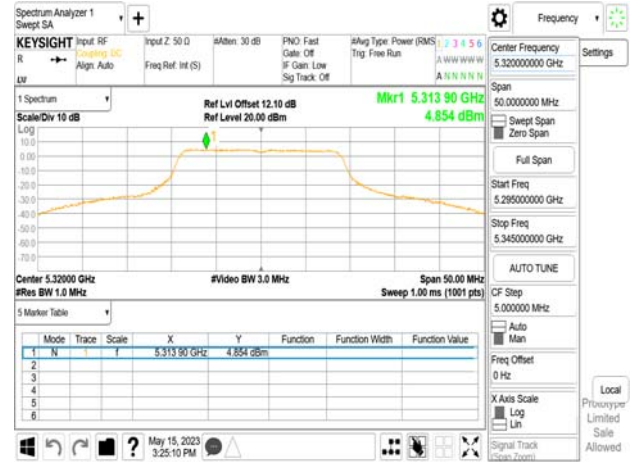 Spectrum Analyzer 1
Swept SA
+
Frequency
KEYSIGHT Input: RF Input Z: 50 Ω #Atten: 30 dB PNO: Fast #Avg Type: Power (RMS) 1 2 3 4 5 6
R Coupling: DC Gate: Off Trig: Free Run A WW WW W
Align: Auto Freq Ref: Int (S) IF Gain: Low A N N N N N
LW Sig Track: Off
Center Frequency
5.320000000 GHz
Settings
Span
50.0000000 MHz
Swept Span
Zero Span
Full Span
Start Freq
5.295000000 GHz
Stop Freq
5.345000000 GHz
AUTO TUNE
CF Step
5.000000 MHz
Auto
Man
Freq Offset
0 Hz
X Axis Scale
Log
Lin
Signal Track
(Span Zoom)
Local
Prototype
Limited
Sale
Allowed
1 Spectrum
Ref Lvl Offset 12.10 dB
Mkr1 5.313 90 GHz
Scale/Div 10 dB
Ref Level 20.00 dBm
4.854 dBm
Log
10.0
0.00
-10.0
-20.0
-30.0
-40.0
-50.0
-60.0
-70.0
1
Center 5.32000 GHz #Video BW 3.0 MHz Span 50.00 MHz
#Res BW 1.0 MHz Sweep 1.00 ms (1001 pts)
5 Marker Table
Mode Trace Scale X Y Function Function Width Function Value
1 N 1 f 5.313 90 GHz 4.854 dBm
2
3
4
5
6
May 15, 2023
3:25:10 PM